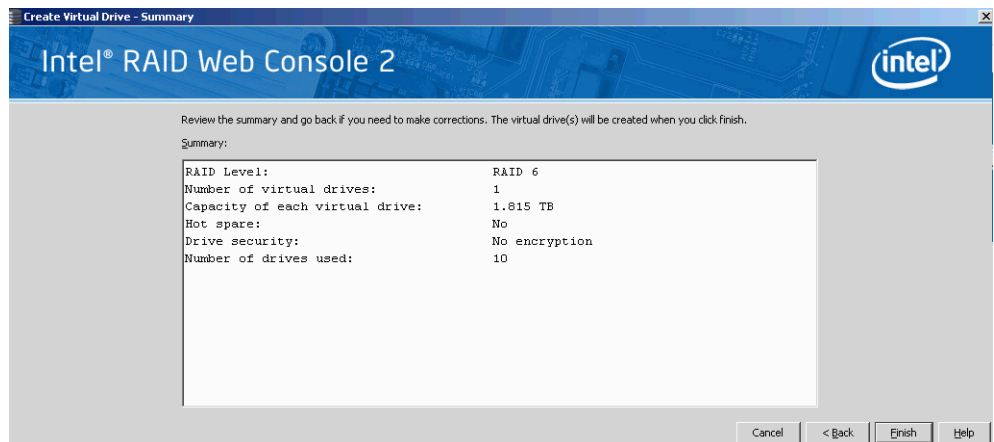 Create Virtual Drive - Summary
Intel® RAID Web Console 2
intel
Review the summary and go back if you need to make corrections. The virtual drive(s) will be created when you click finish.
Summary:
RAID Level: RAID 6
Number of virtual drives: 1
Capacity of each virtual drive: 1.815 TB
Hot spare: No
Drive security: No encryption
Number of drives used: 10
Cancel < Back Finish Help